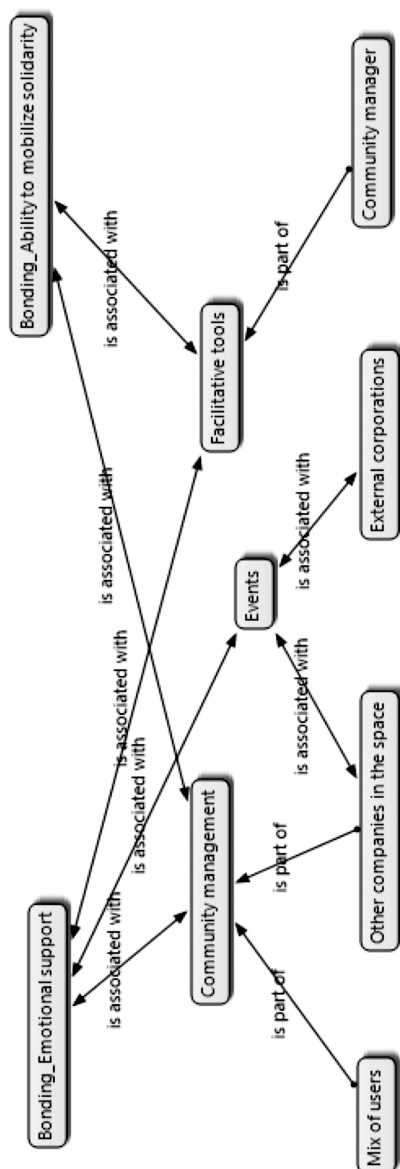 Bonding_Emotional support
Bonding_Ability to mobilize solidarity
is associated with
is associated with
is associated with
is associated with
is associated with
Community management
Events
Facilitative tools
is part of
is part of
is associated with
is associated with
is part of
Mix of users
Other companies in the space
External corporations
Community manager